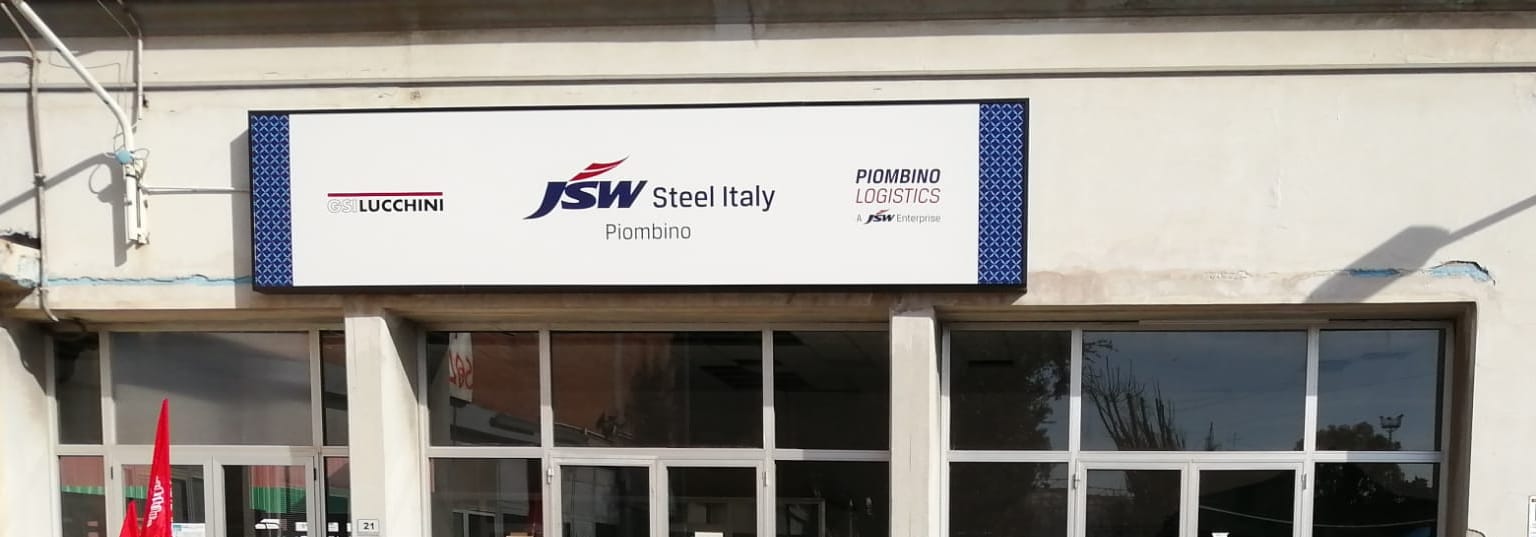 GSI LUCCHINI
JSW Steel Italy
Piombino
PIOMBINO
LOGISTICS
A JSW Enterprise
21